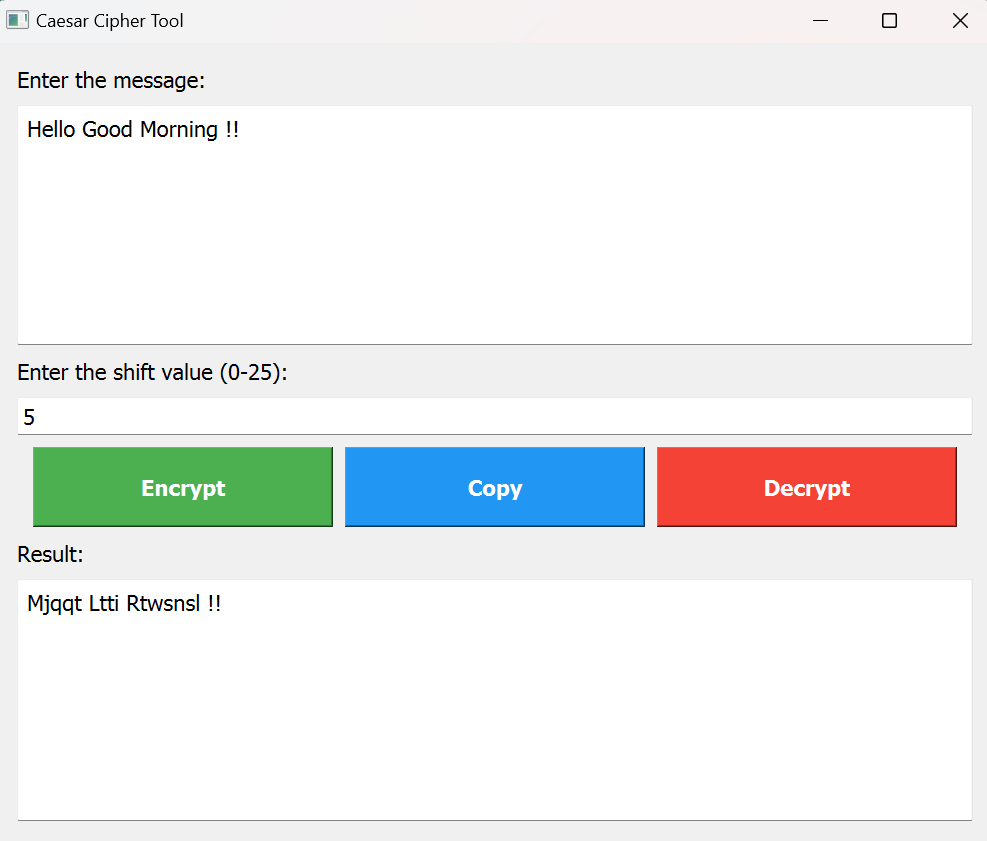 Caesar Cipher Tool
Enter the message:
Hello Good Morning !!
Enter the shift value (0-25):
5
Encrypt Copy Decrypt
Result:
Mjqqt Ltti Rtwsnsl !!